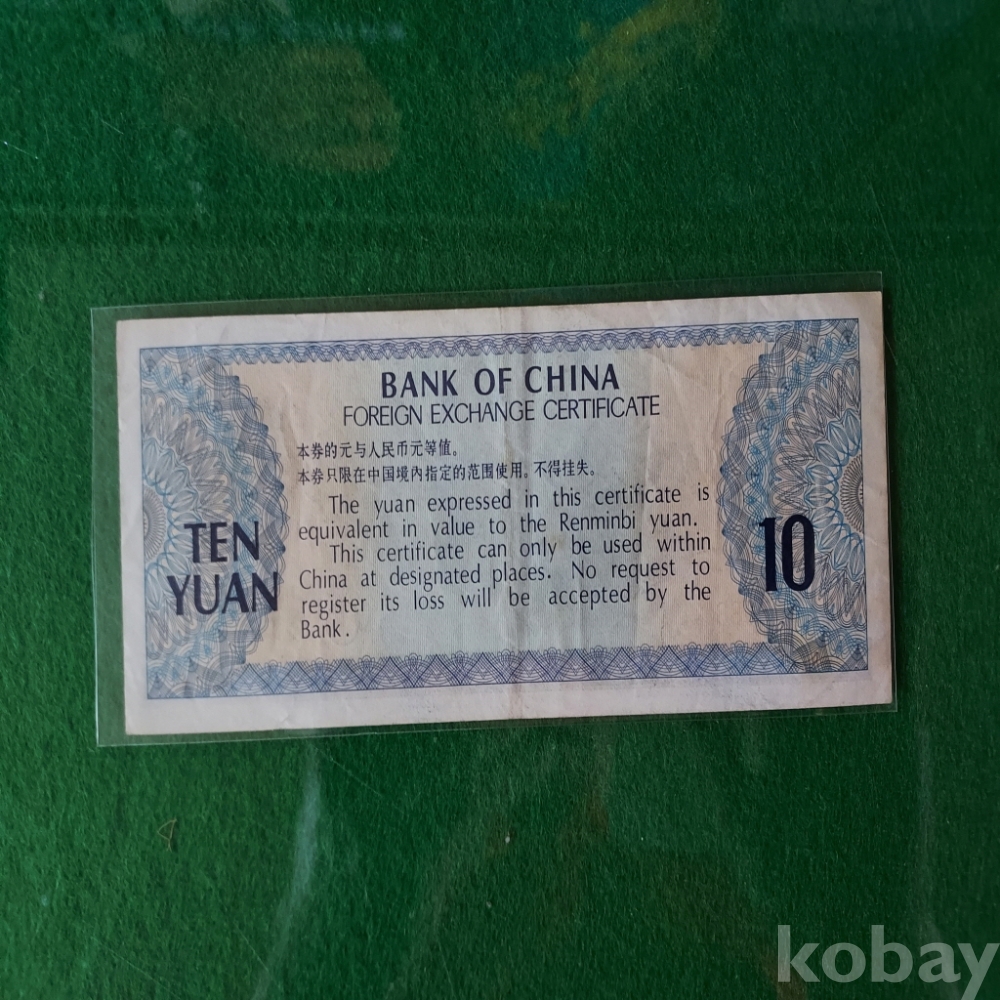 BANK OF CHINA
FOREIGN EXCHANGE CERTIFICATE
本券的元与人民币元等值。
本券只限在中国境内指定的范围使用。不得挂失。
The yuan expressed in this certificate is
equivalent in value to the Renminbi yuan.
This certificate can only be used within
China at designated places. No request to
register its loss will be accepted by the
Bank.
TEN
YUAN
10
kobay